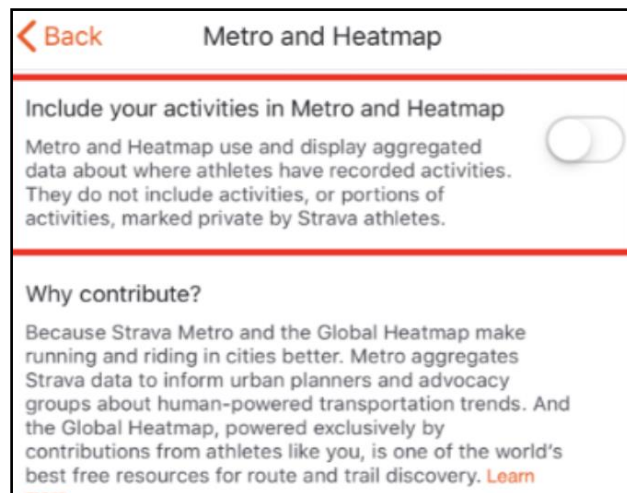 Back Metro and Heatmap
Include your activities in Metro and Heatmap
Metro and Heatmap use and display aggregated
data about where athletes have recorded activities.
They do not include activities, or portions of
activities, marked private by Strava athletes.
Why contribute?
Because Strava Metro and the Global Heatmap make
running and riding in cities better. Metro aggregates
Strava data to inform urban planners and advocacy
groups about human-powered transportation trends. And
the Global Heatmap, powered exclusively by
contributions from athletes like you, is one of the world's
best free resources for route and trail discovery. Learn